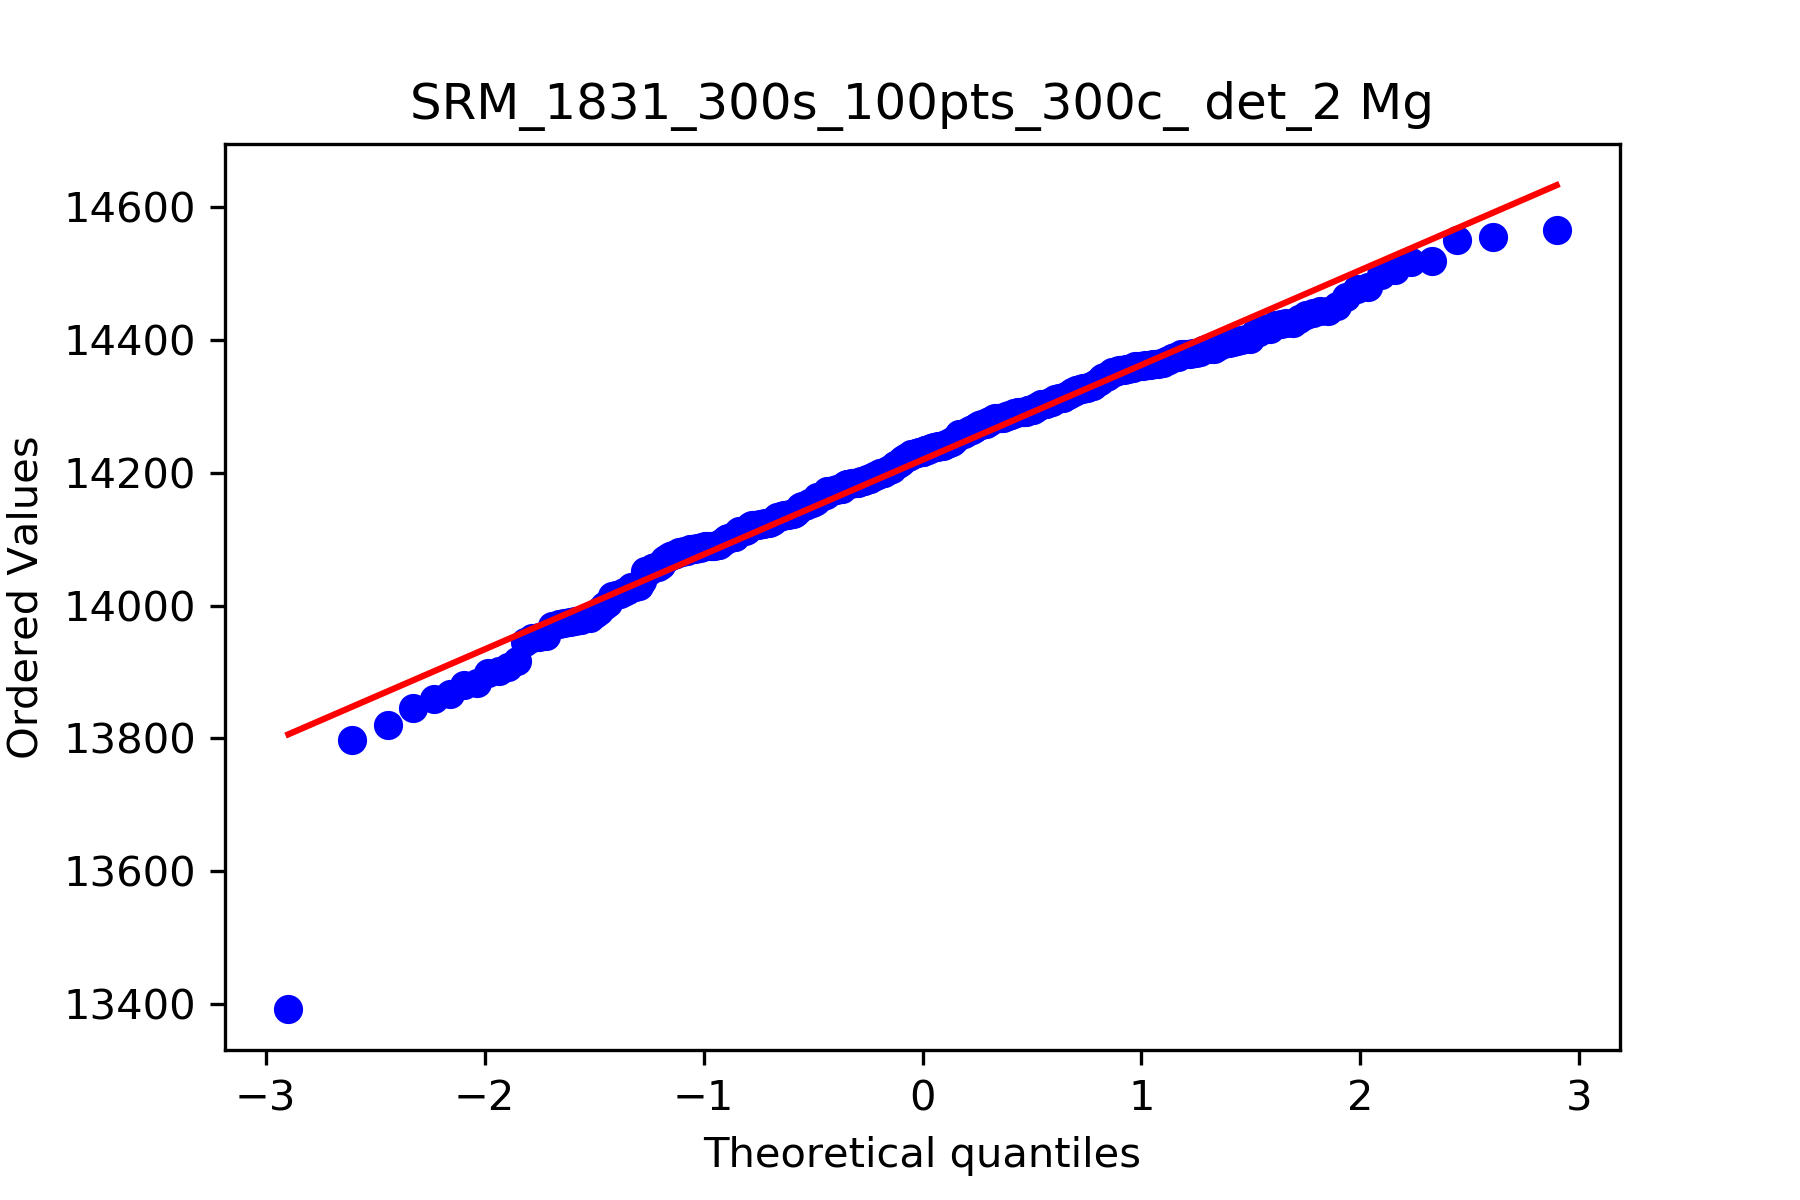 SRM_1831_300s_100pts_300c_ det_2 Mg
Ordered Values
14600
14400
14200
14000
13800
13600
13400
−3 −2 −1 0 1 2 3
Theoretical quantiles